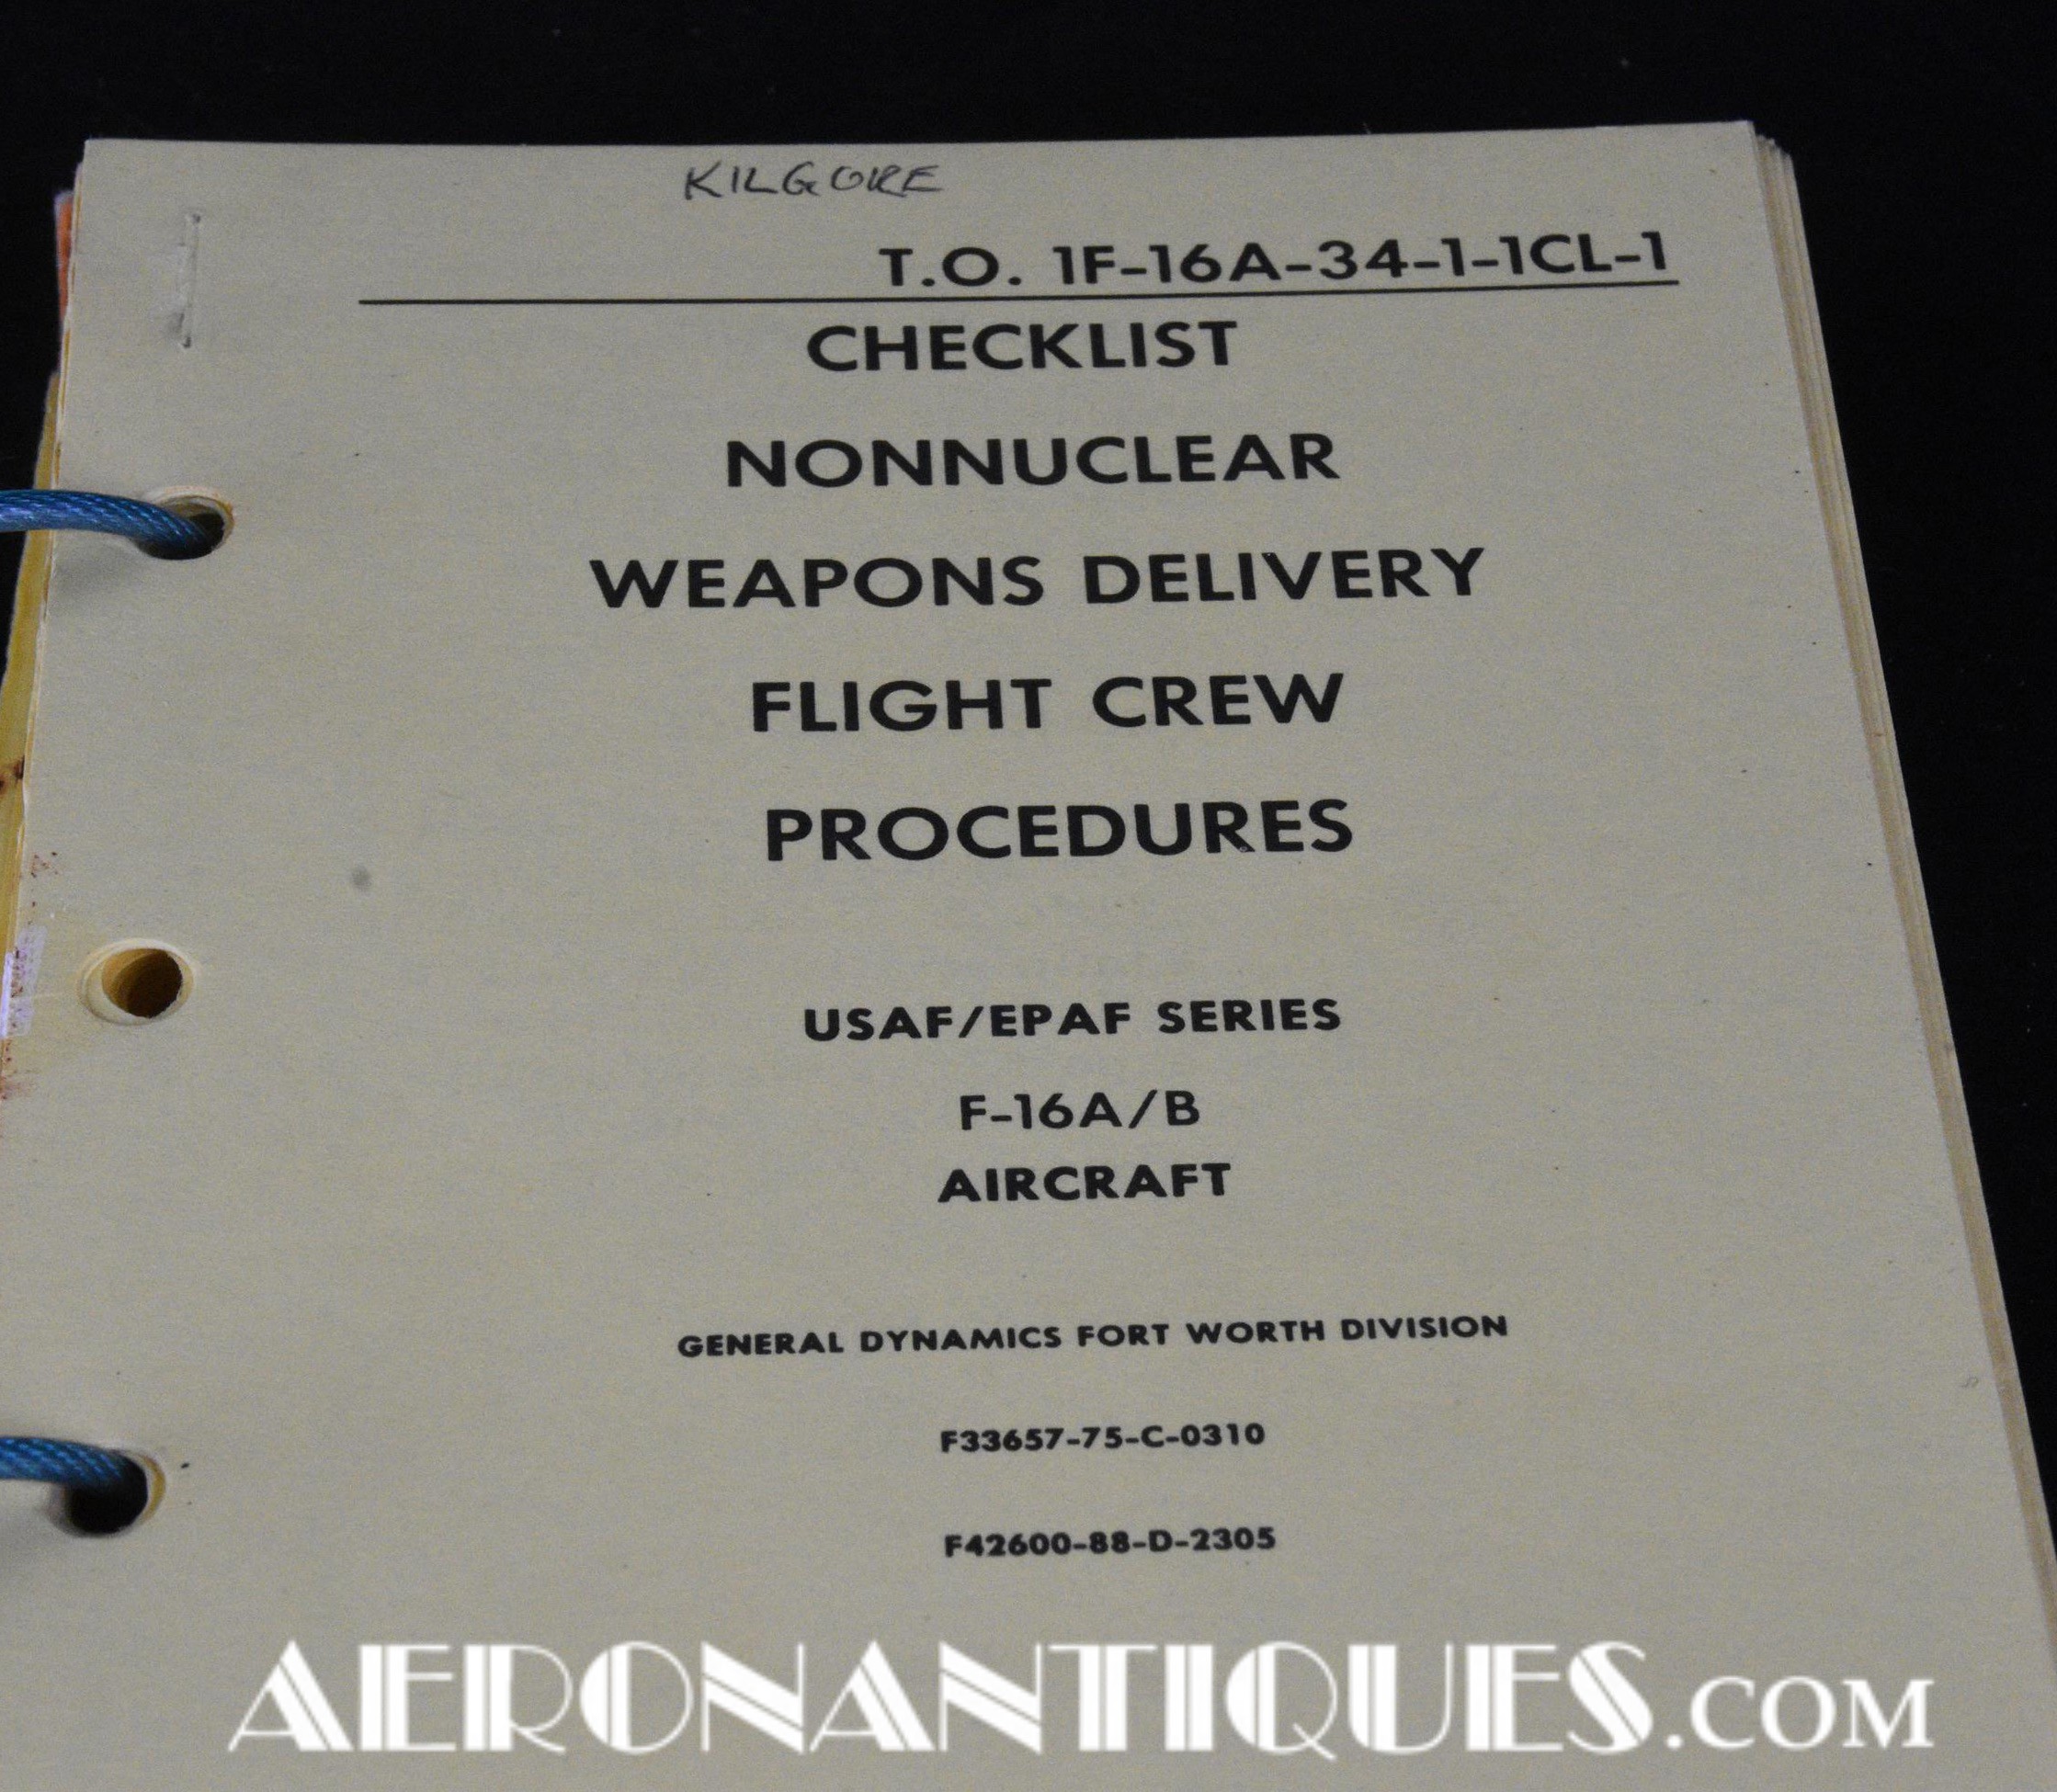 KILGORE
T.O. 1F-16A-34-1-1CL-1
CHECKLIST
NONNUCLEAR
WEAPONS DELIVERY
FLIGHT CREW
PROCEDURES
USAF/EPAF SERIES
F-16A/B
AIRCRAFT
GENERAL DYNAMICS FORT WORTH DIVISION
F33657-75-C-0310
F42600-88-D-2305
AERONANTIQUES.COM